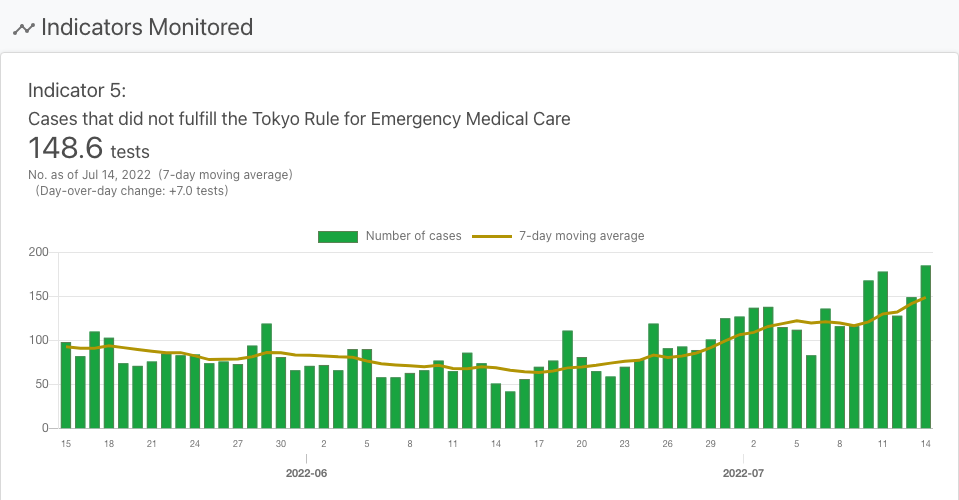 Indicators Monitored
Indicator 5:
Cases that did not fulfill the Tokyo Rule for Emergency Medical Care
148.6 tests
No. as of Jul 14, 2022 (7-day moving average)
(Day-over-day change: +7.0 tests)
Number of cases 7-day moving average
200
150
100
50
0
15 18 21 24 27 30 2 5 8 11 14 17 20 23 26 29 2 5 8 11 14
2022-06 2022-07